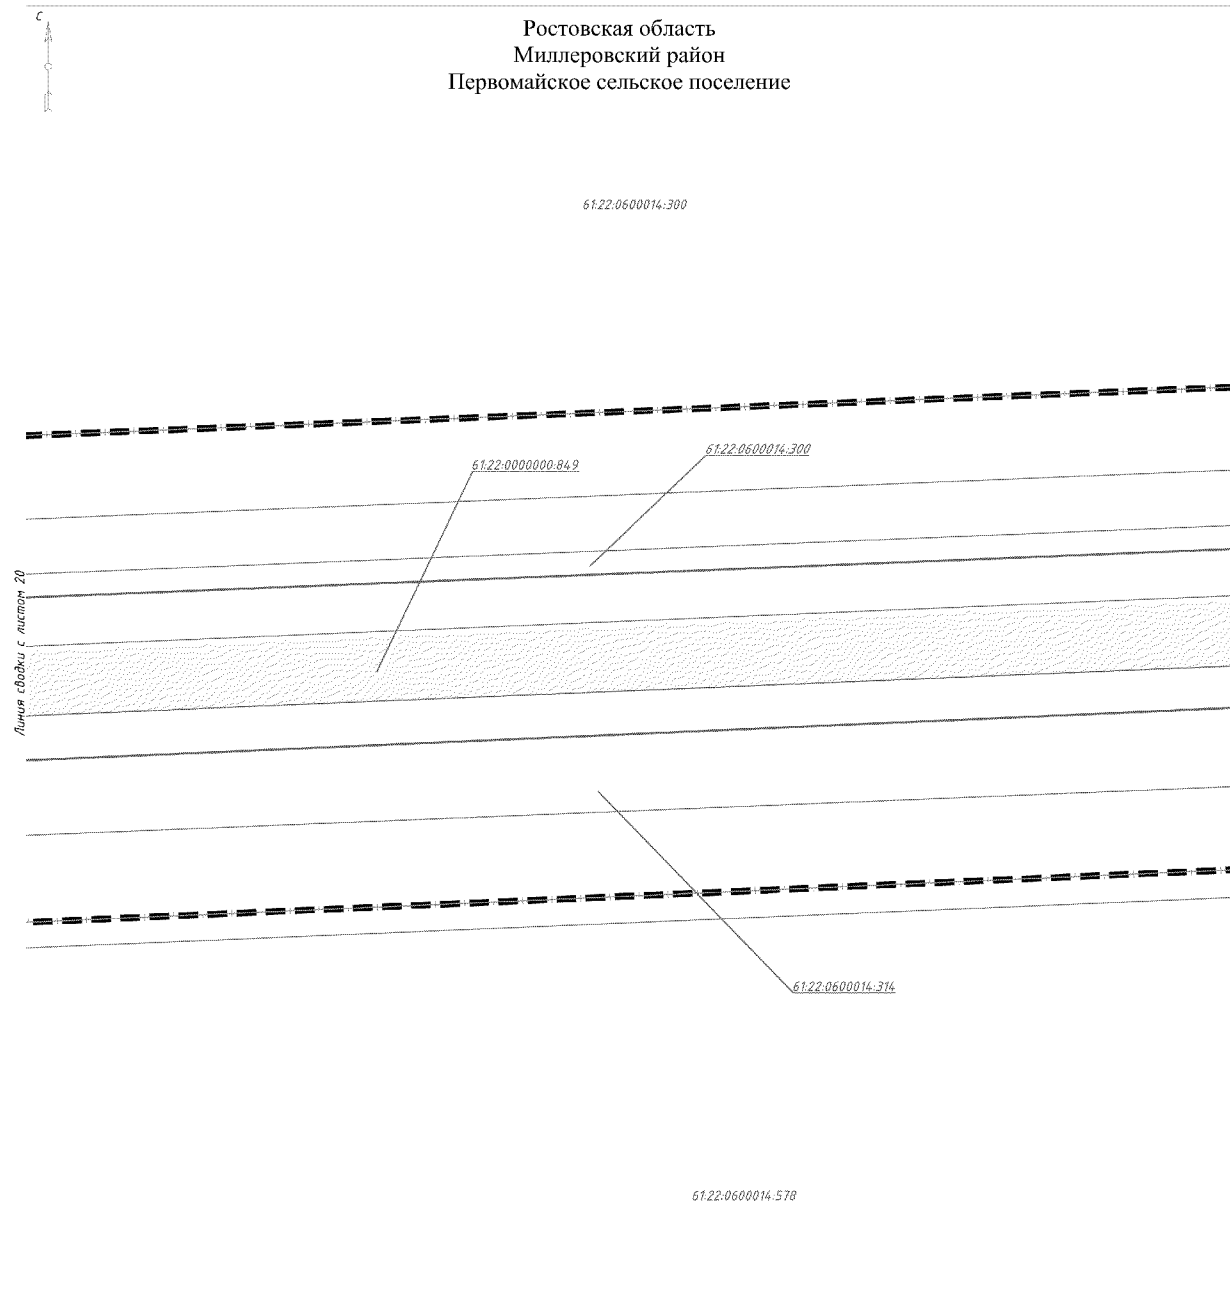 С
Ростовская область
Миллеровский район
Первомайское сельское поселение
61:22:0600014:300
61:22:0600014:300
61:22:0000000:849
Линия сводки с листом 20
61:22:0600014:314
61:22:0600014:578